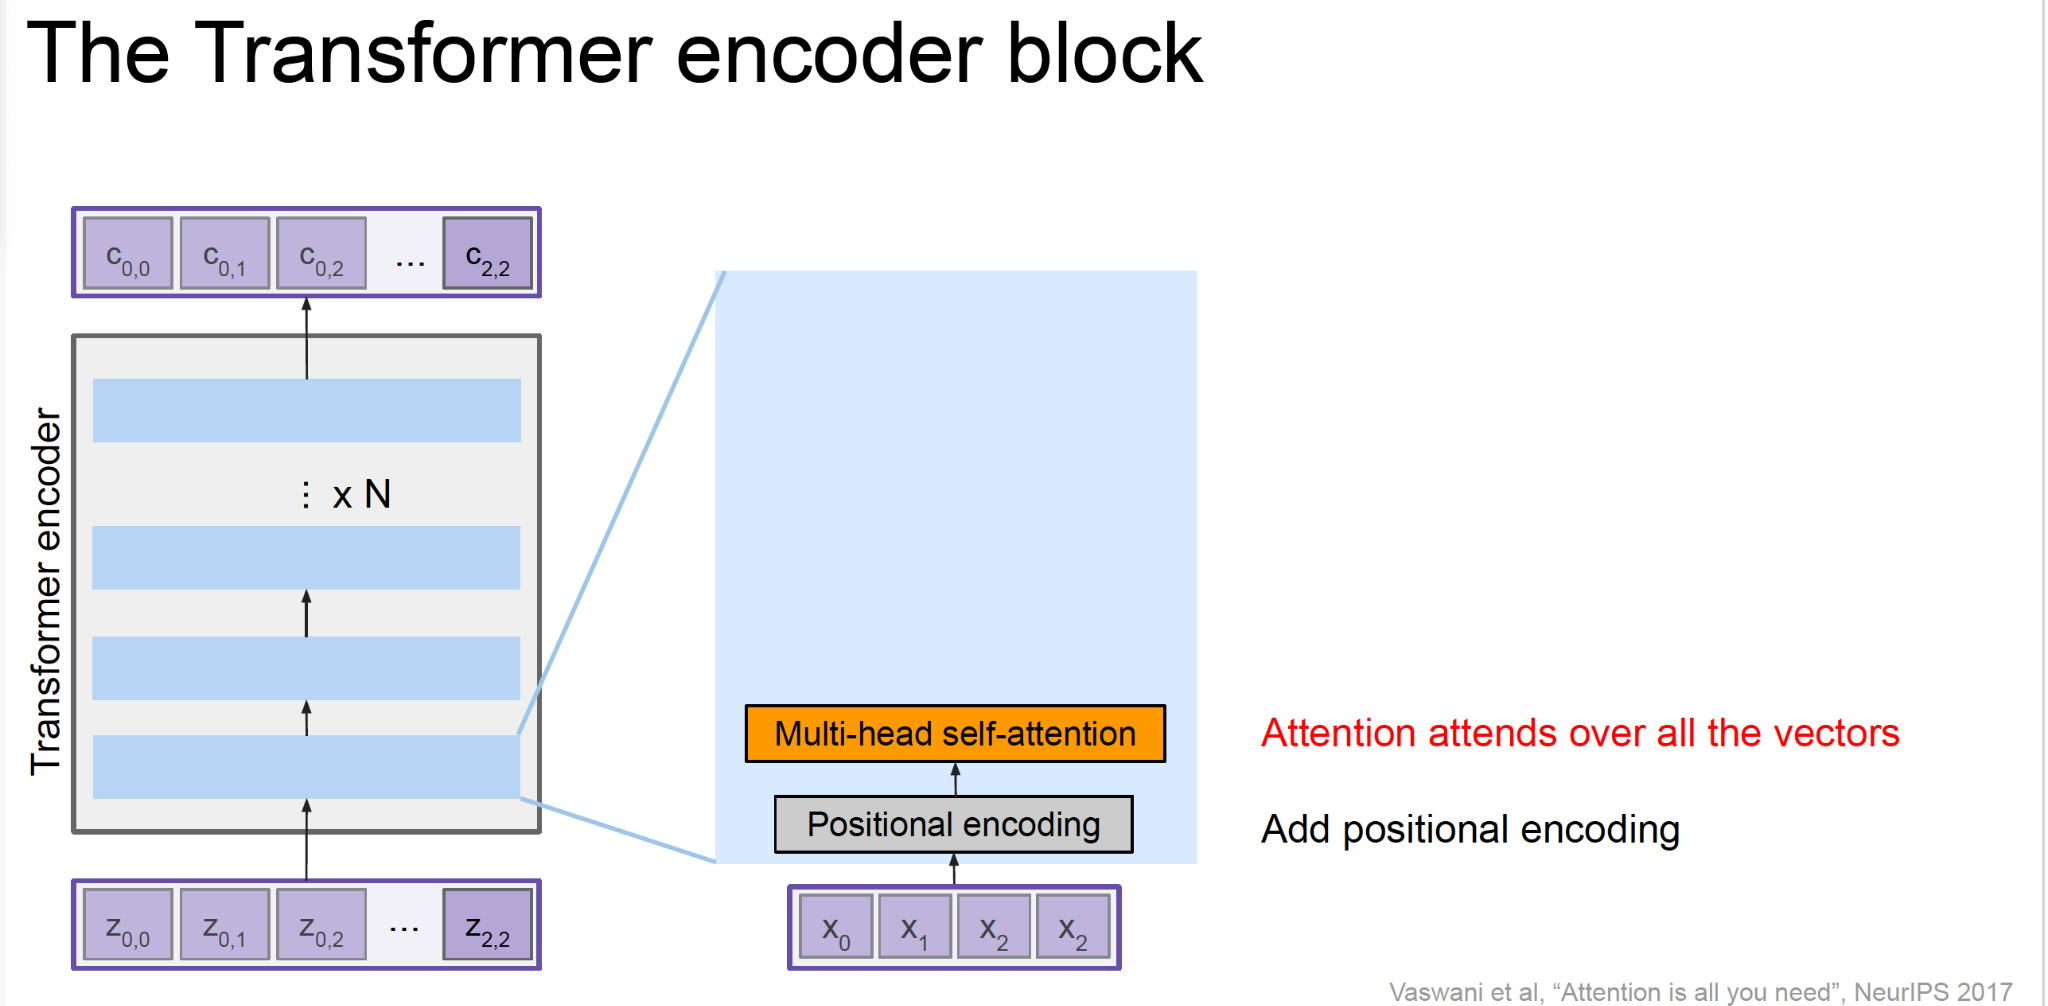 The Transformer encoder block
c0,0 c0,1 c0,2 ... c2,2
Transformer encoder
⋮ x N
z0,0 z0,1 z0,2 ... z2,2
Multi-head self-attention
Positional encoding
x0 x1 x2 x2
Attention attends over all the vectors
Add positional encoding
Vaswani et al, “Attention is all you need”, NeurIPS 2017